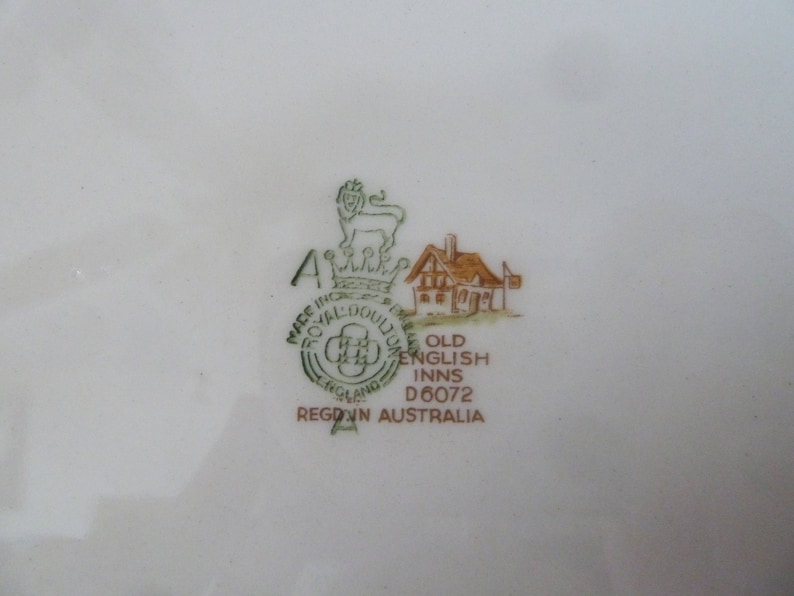 A
MADE IN ENGLAND
ROYAL DOULTON
ENGLAND
A
OLD
ENGLISH
INNS
D6072
REGD. IN AUSTRALIA